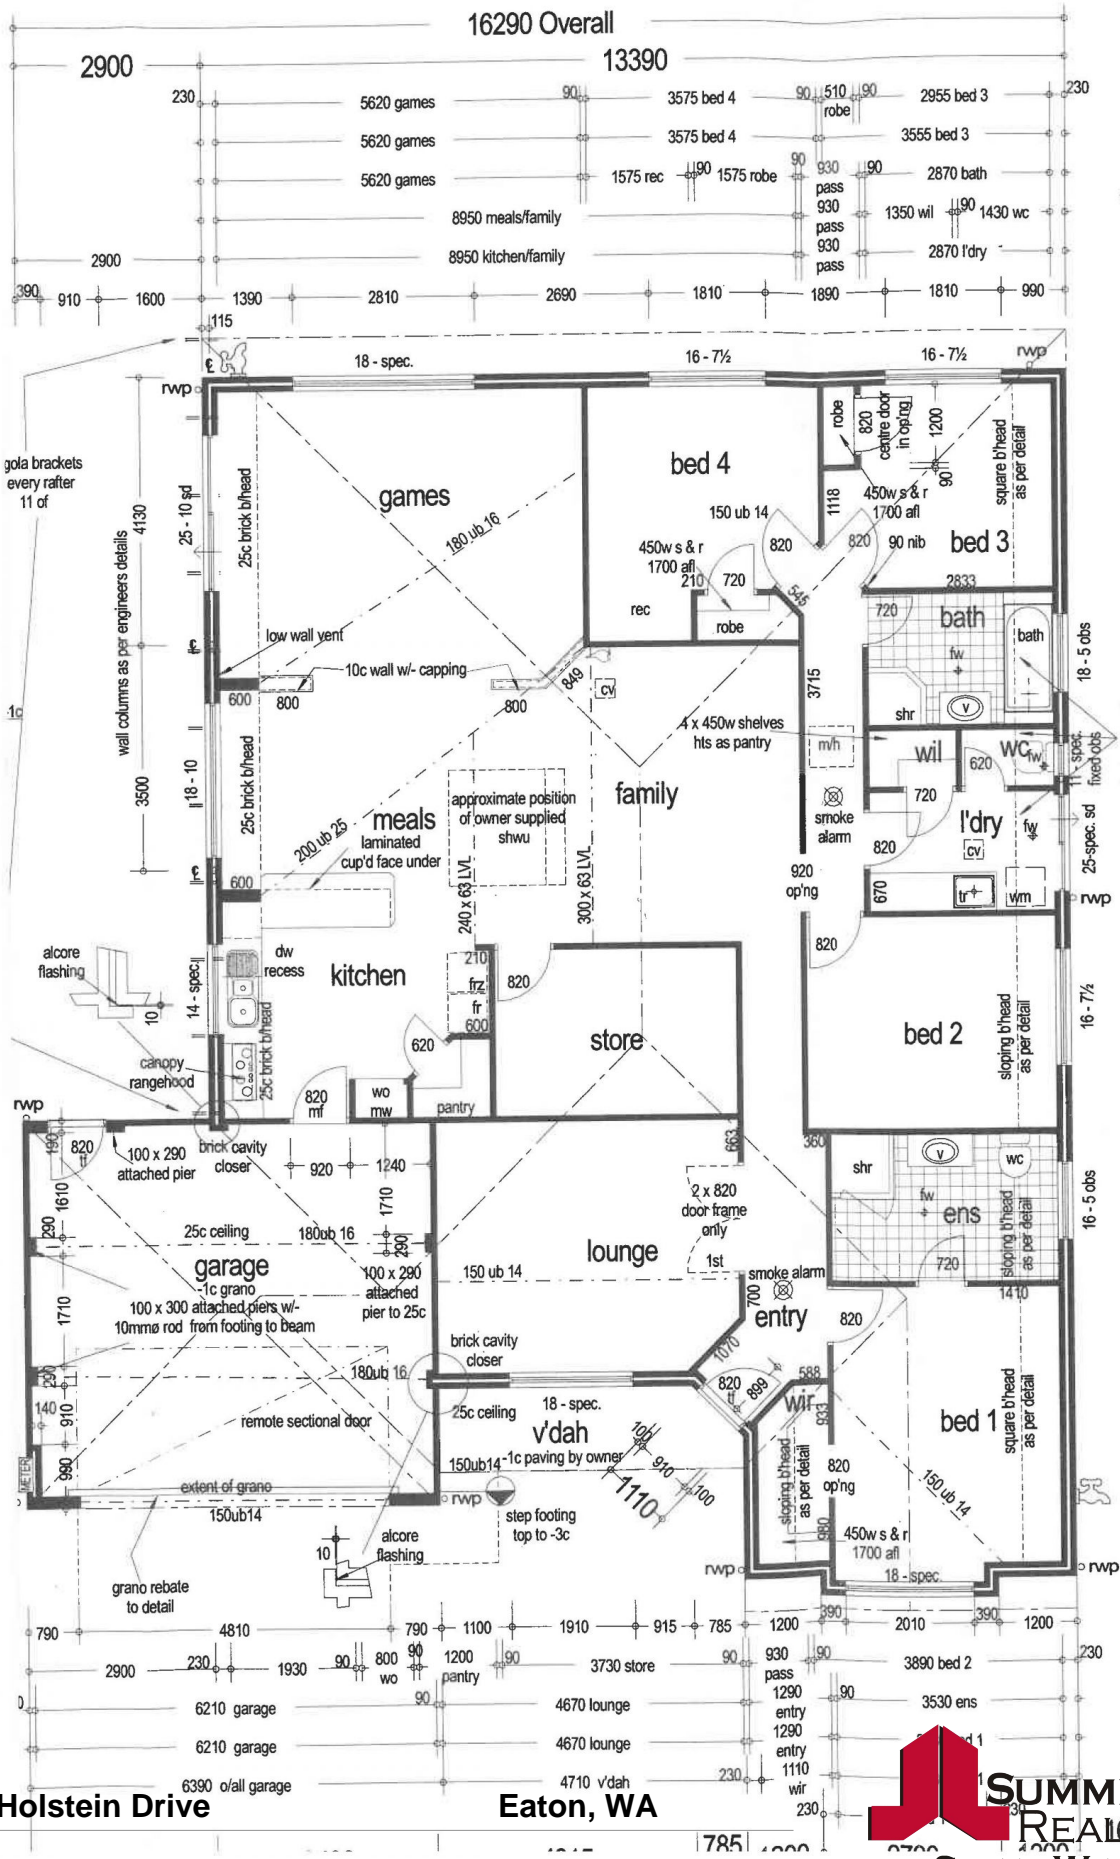 16290 Overall
2900
13390
230
5620 games
90
3575 bed 4
90
510
robe
90
2955 bed 3
230
5620 games
3575 bed 4
3555 bed 3
5620 games
1575 rec
90
1575 robe
90
930
pass
90
2870 bath
8950 meals/family
930
pass
1350 wil
90
1430 wc
2900
8950 kitchen/family
930
pass
2870 l'dry
390
910
1600
1390
2810
2690
1810
1890
1810
990
115
18 - spec.
16 - 7½
16 - 7½
rwp
rwp
gola brackets
every rafter
11 of
wall columns as per engineers details
4130
3500
25 - 10 sd
25c brick b/head
games
180 ub 16
bed 4
450w s & r
1700 afl
150 ub 14
210
720
820
545
rec
robe
robe
820
centre door
in op'ng
1200
90
1118
450w s & r
1700 afl
820
90 nib
square b'head
as per detail
bed 3
2833
720
bath
fw
bath
18 - 5 obs
low wall vent
10c wall w/- capping
600
800
800
849
cv
3715
shr
v
4 x 450w shelves
hts as pantry
m/h
wil
wc
fw
620
720
11 - spec.
fixed obs
18 - 10
25c brick b/head
family
approximate position
of owner supplied
shwu
meals
laminated
cup'd face under
200 ub 25
240 x 63 LVL
300 x 63 LVL
smoke
alarm
l'dry
fw
cv
820
670
tr
wm
25-spec. sd
rwp
600
920
op'ng
820
alcore
flashing
10
14 - spec.
dw
recess
kitchen
210
frz
fr
600
820
store
bed 2
sloping b'head
as per detail
16 - 7½
canopy
rangehood
25c brick b/head
620
820
mf
wo
mw
pantry
rwp
190
820
tf
100 x 290
attached pier
brick cavity
closer
920
1240
663
360
shr
v
wc
fw
ens
sloping b'head
as per detail
16 - 5 obs
1610
1710
2 x 820
door frame
only
1st
290
25c ceiling
180ub 16
290
lounge
720
1410
garage
-1c grano
100 x 300 attached piers w/-
10mmø rod from footing to beam
100 x 290
attached
pier to 25c
150 ub 14
smoke alarm
700
entry
820
1710
1070
brick cavity
closer
290
180ub 16
820
tf
899
588
wir
933
140
910
remote sectional door
25c ceiling
18 - spec.
v'dah
-1c paving by owner
100
910
100
1110
bed 1
square b'head
as per detail
990
METER
extent of grano
150ub14
150ub14
rwp
step footing
top to -3c
sloping b'head
as per detail
820
op'ng
980
150 ub 14
450w s & r
1700 afl
10
alcore
flashing
grano rebate
to detail
rwp
18 - spec.
rwp
790
4810
790
1100
1910
915
785
1200
390
2010
390
1200
2900
230
1930
90
800
wo
90
1200
pantry
90
3730 store
90
930
pass
90
3890 bed 2
230
6210 garage
90
4670 lounge
1290
entry
90
3530 ens
6210 garage
4670 lounge
1290
entry
6390 o/all garage
4710 v'dah
230
1110
wir
230
Holstein Drive
Eaton, WA
785